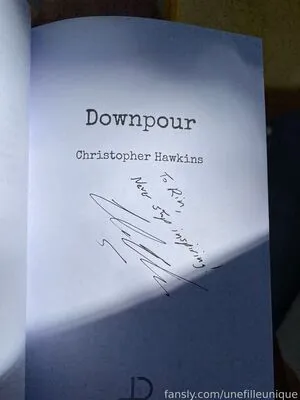 Downpour
Christopher Hawkins
To Rin,
Never stop inspiring!
fansly.com/unefilleunique